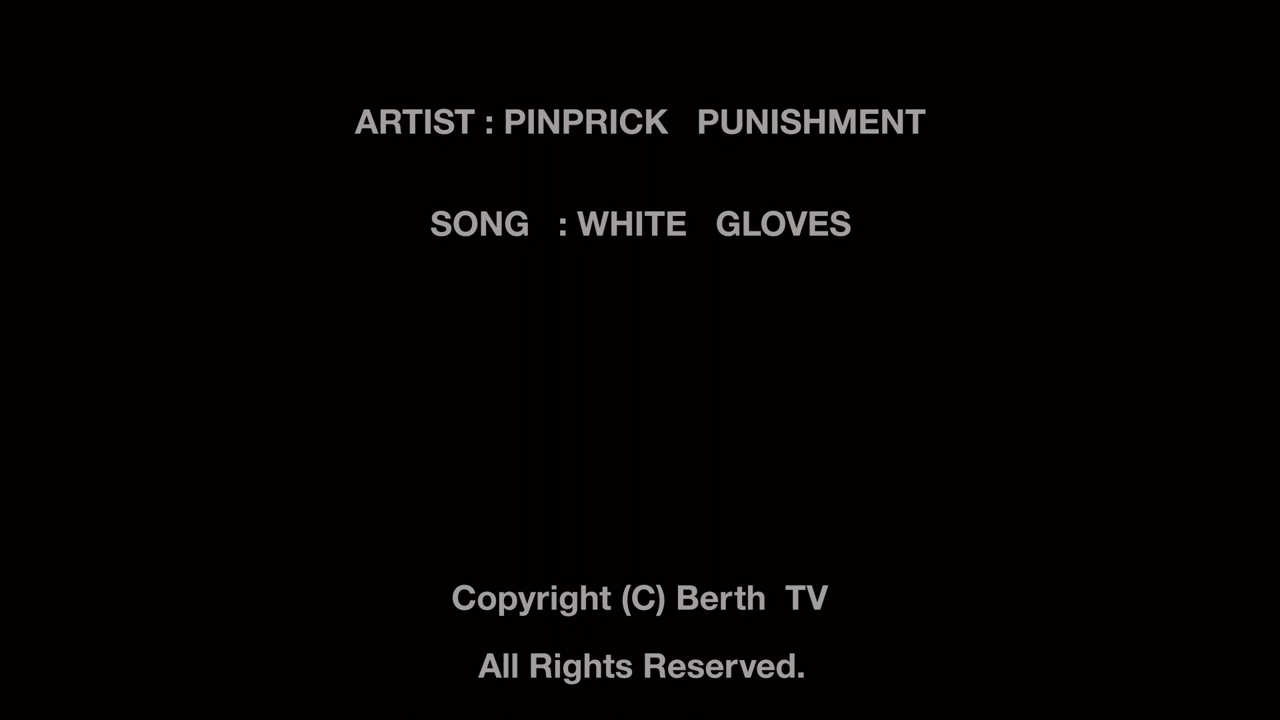 ARTIST : PINPRICK PUNISHMENT
SONG : WHITE GLOVES
Copyright (C) Berth TV
All Rights Reserved.